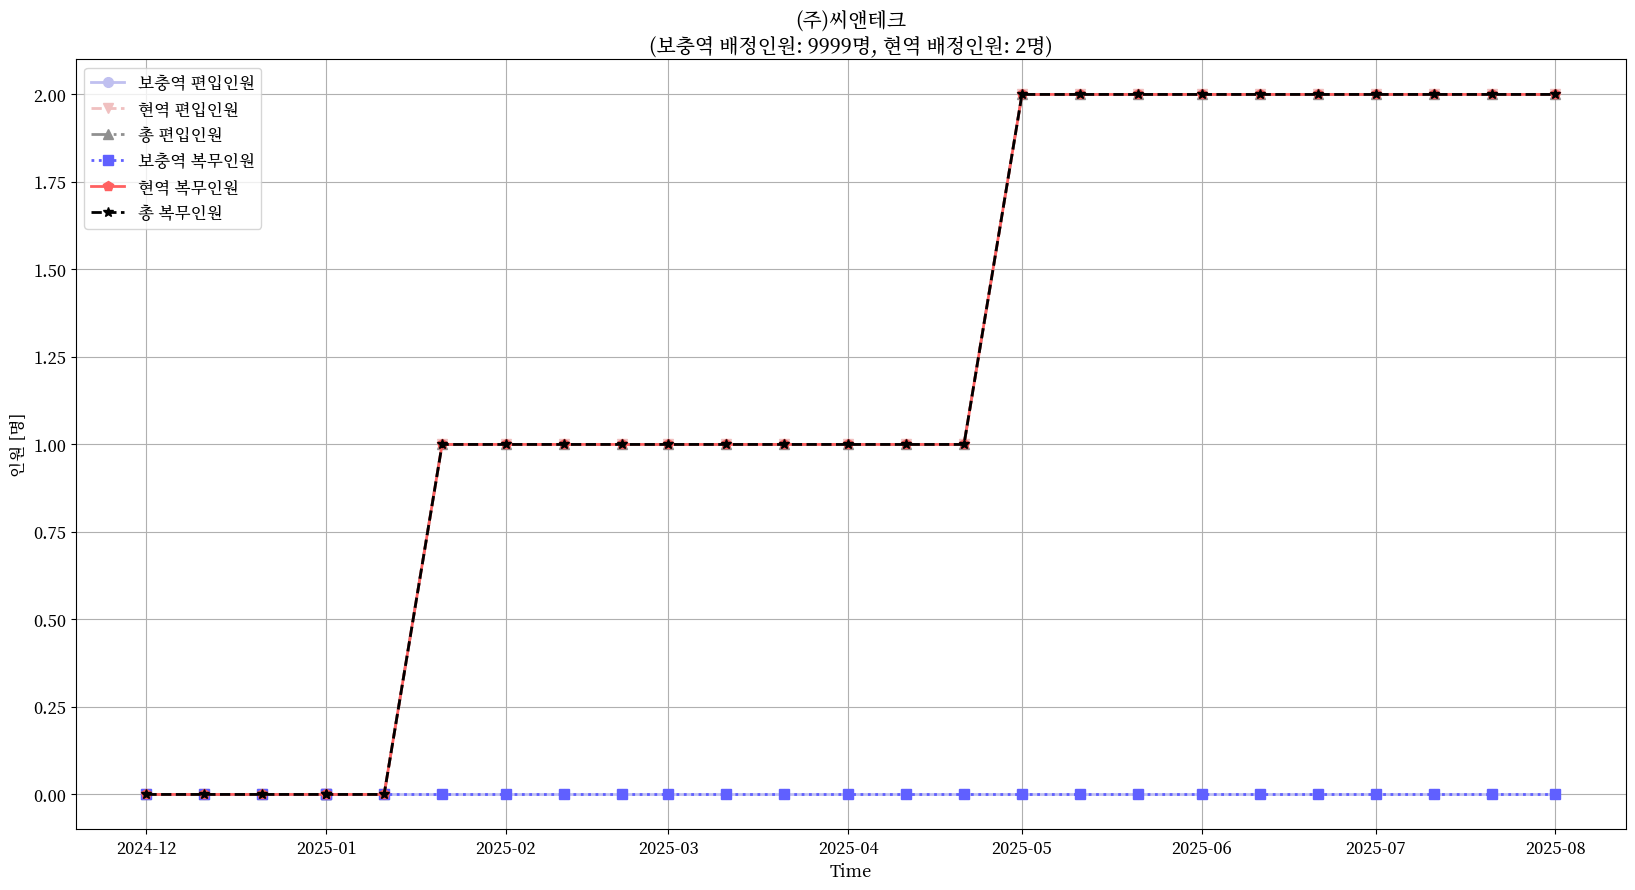 (주)씨앤테크
(보충역 배정인원: 9999명, 현역 배정인원: 2명)
보충역 편입인원
현역 편입인원
총 편입인원
보충역 복무인원
현역 복무인원
총 복무인원
2.00
1.75
1.50
1.25
1.00
0.75
0.50
0.25
0.00
인원 [명]
2024-12 2025-01 2025-02 2025-03 2025-04 2025-05 2025-06 2025-07 2025-08
Time